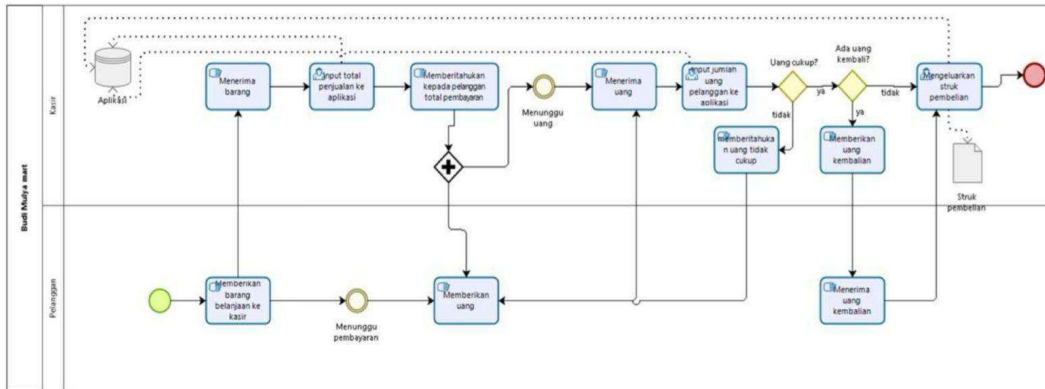 Budi Mulya mart
Kasir
Pelanggan
Aplikasi
Menerima
barang
Input total
penjualan ke
aplikasi
Memberitahukan
kepada pelanggan
total pembayaran
Menunggu
uang
Menerima
uang
Input jumlah
uang
pelanggan ke
aplikasi
Uang cukup?
ya
tidak
Ada uang
kembali?
tidak
ya
Mengeluarkan
struk
pembelian
memberitahuka
n uang tidak
cukup
Memberikan
uang
kembalian
Struk
pembelian
Memberikan
barang
belanjaan ke
kasir
Menunggu
pembayaran
Memberikan
uang
Menerima
uang
kembalian